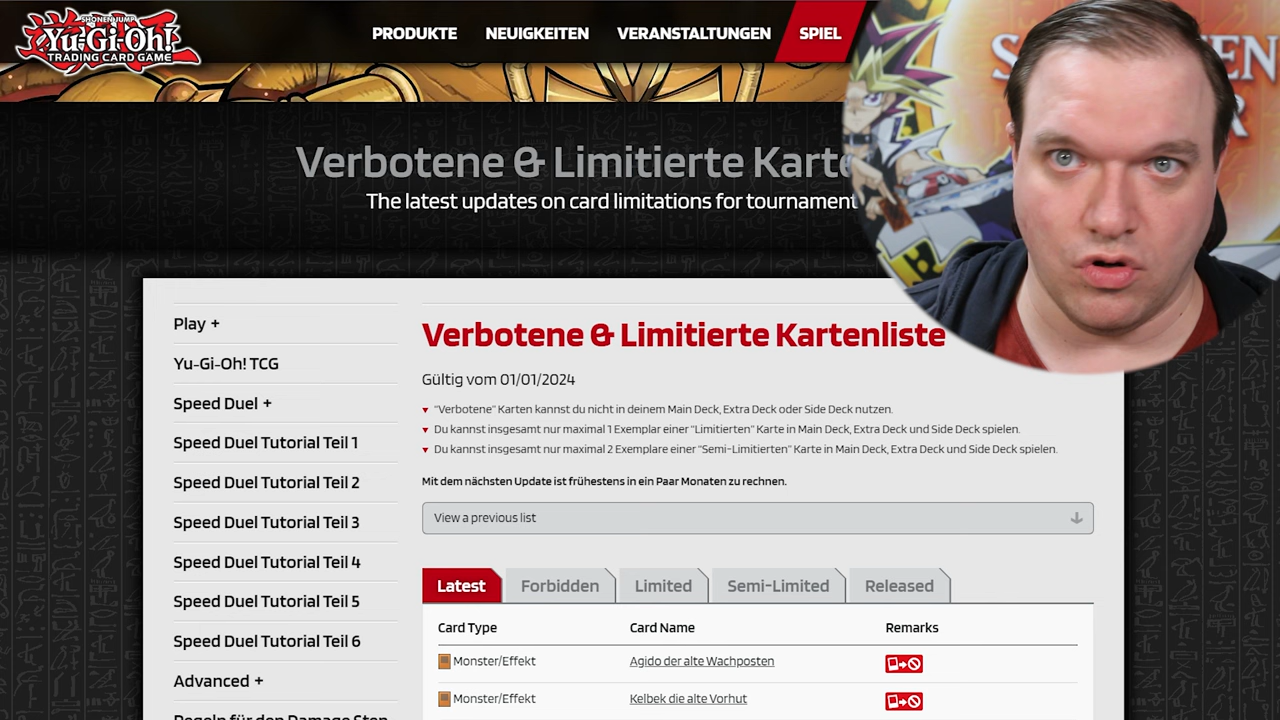 SHONEN JUMP
Yu-Gi-Oh!
TRADING CARD GAME
PRODUKTE NEUIGKEITEN VERANSTALTUNGEN SPIEL
Verbotene & Limitierte Karte
The latest updates on card limitations for tournament
Play +
Yu-Gi-Oh! TCG
Speed Duel +
Speed Duel Tutorial Teil 1
Speed Duel Tutorial Teil 2
Speed Duel Tutorial Teil 3
Speed Duel Tutorial Teil 4
Speed Duel Tutorial Teil 5
Speed Duel Tutorial Teil 6
Advanced +
Regeln für den Damage Step
Verbotene & Limitierte Kartenliste
Gültig vom 01/01/2024
"Verbotene" Karten kannst du nicht in deinem Main Deck, Extra Deck oder Side Deck nutzen.
Du kannst insgesamt nur maximal 1 Exemplar einer "Limitierten" Karte in Main Deck, Extra Deck und Side Deck spielen.
Du kannst insgesamt nur maximal 2 Exemplare einer "Semi-Limitierten" Karte in Main Deck, Extra Deck und Side Deck spielen.
Mit dem nächsten Update ist frühestens in ein Paar Monaten zu rechnen.
View a previous list
Latest Forbidden Limited Semi-Limited Released
Card Type Card Name Remarks
Monster/Effekt Agido der alte Wachposten
Monster/Effekt Kelbek die alte Vorhut